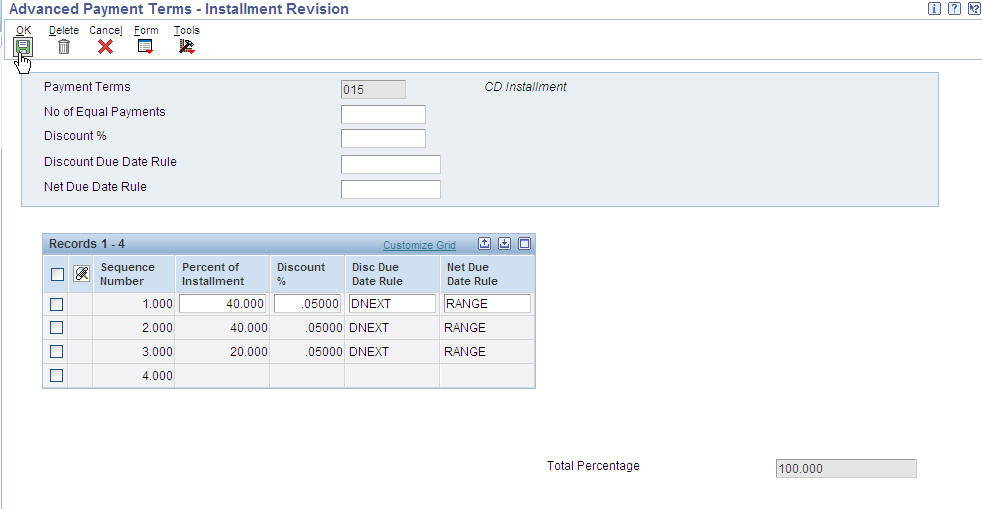 Advanced Payment Terms - Installment Revision
OK Delete Cancel Form Tools
Payment Terms 015 CD Installment
No of Equal Payments
Discount %
Discount Due Date Rule
Net Due Date Rule
Records 1 - 4 Customize Grid
Sequence Percent of Discount Disc Due Net Due
Number Installment % Date Rule Date Rule
1.000 40.000 .05000 DNEXT RANGE
2.000 40.000 .05000 DNEXT RANGE
3.000 20.000 .05000 DNEXT RANGE
4.000
Total Percentage 100.000